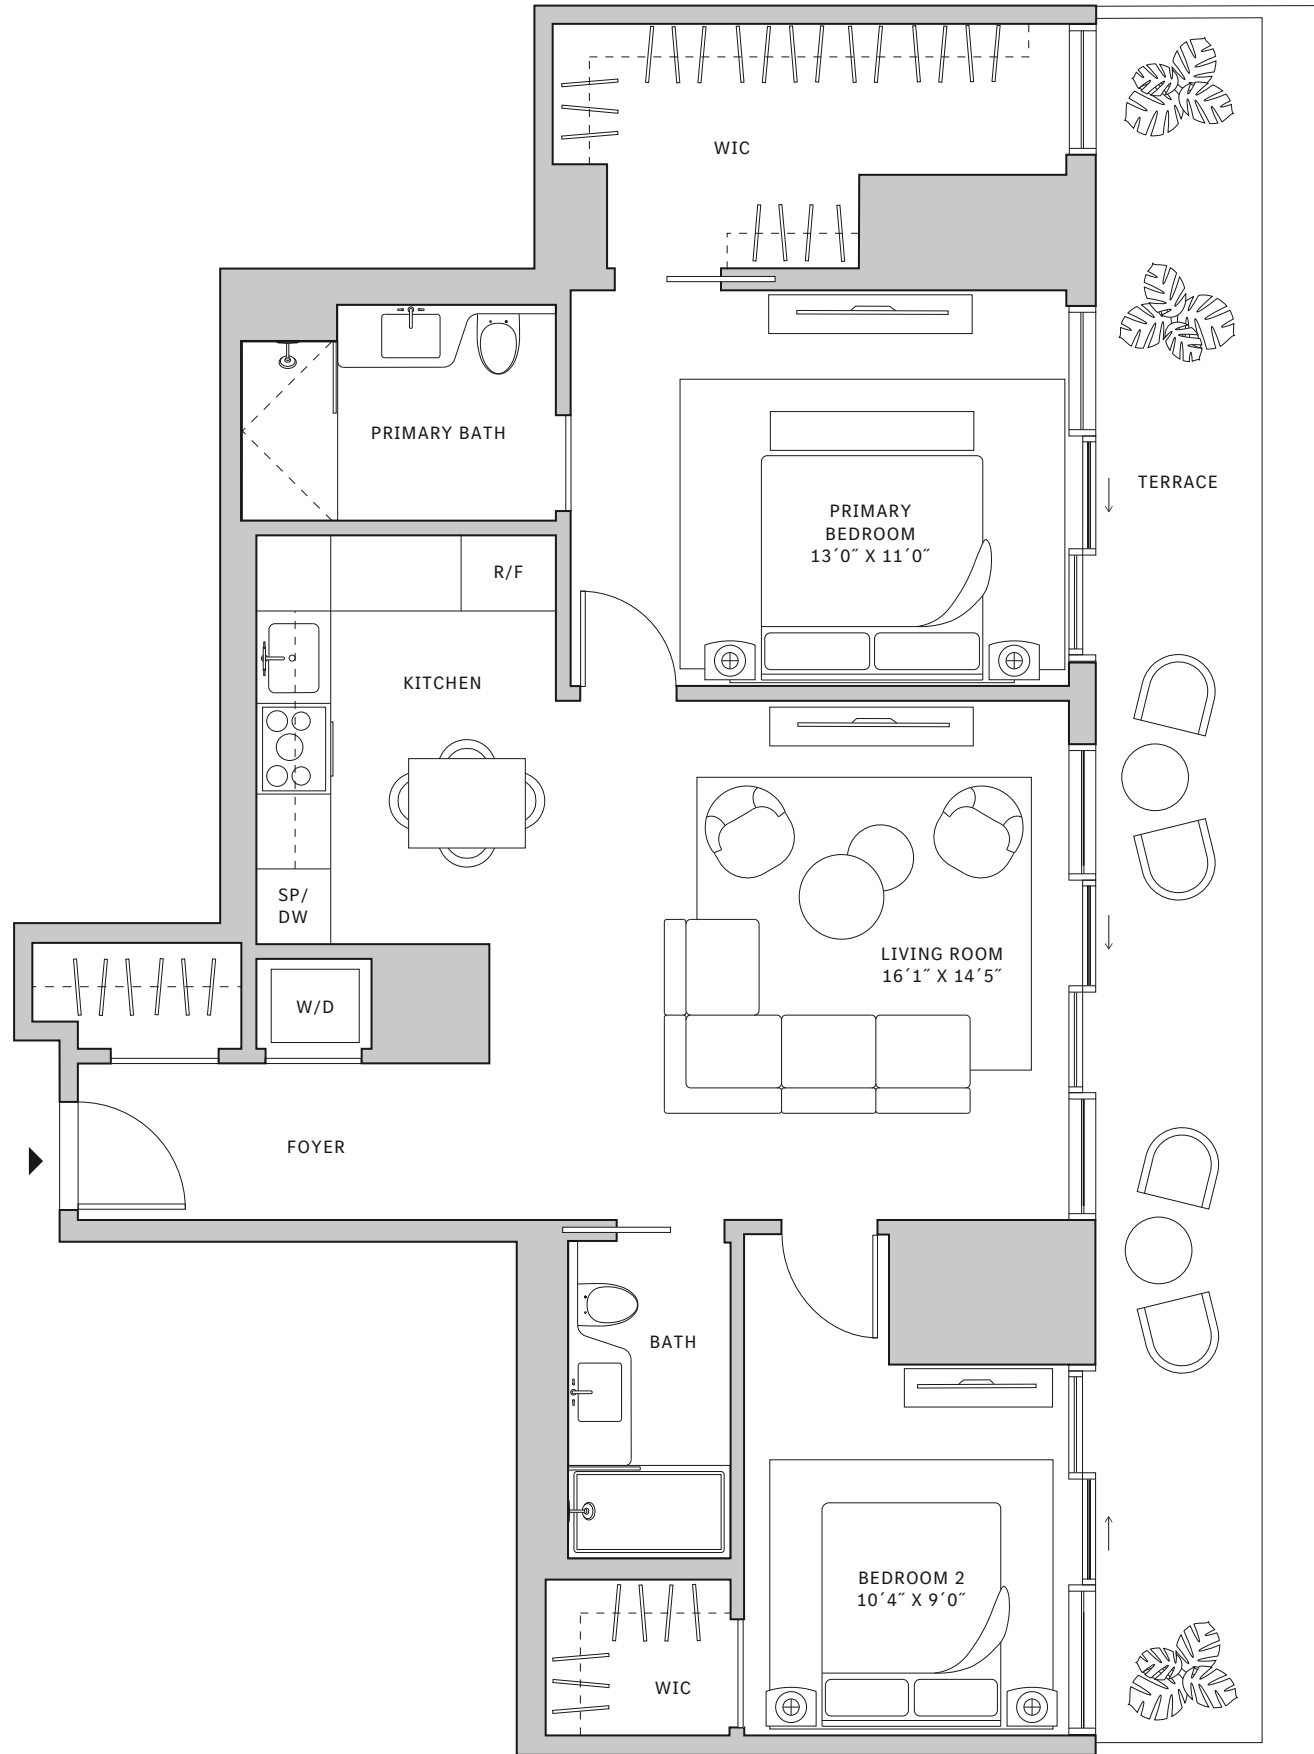 WIC
PRIMARY BATH
TERRACE
PRIMARY
BEDROOM
13´0˝ X 11´0˝
R/F
KITCHEN
SP/
DW
LIVING ROOM
16´1˝ X 14´5˝
W/D
FOYER
BATH
BEDROOM 2
10´4˝ X 9´0˝
WIC